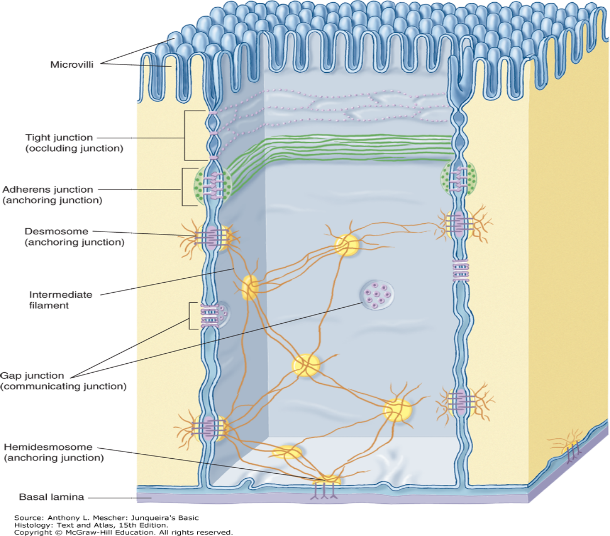 Microvilli
Tight junction
(occluding junction)
Adherens junction
(anchoring junction)
Desmosome
(anchoring junction)
Intermediate
filament
Gap junction
(communicating junction)
Hemidesmosome
(anchoring junction)
Basal lamina
Source: Anthony L. Mescher: Junqueira's Basic
Histology: Text and Atlas, 15th Edition.
Copyright © McGraw-Hill Education. All rights reserved.